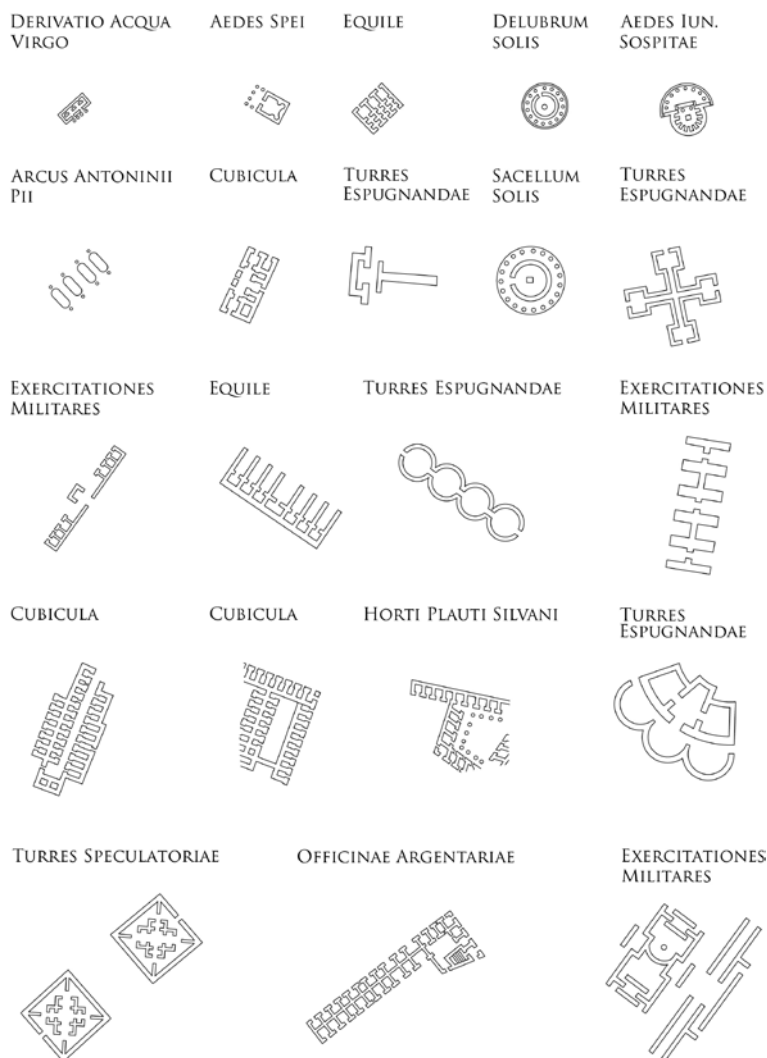 DERIVATIO ACQUA
VIRGO
AEDES SPEI
EQUILE
DELUBRUM
SOLIS
AEDES IUN.
SOSPITAE
ARCUS ANTONINII
PII
CUBICULA
TURRES
ESPUGNANDAE
SACELLUM
SOLIS
TURRES
ESPUGNANDAE
EXERCITATIONES
MILITARES
EQUILE
TURRES ESPUGNANDAE
EXERCITATIONES
MILITARES
CUBICULA
CUBICULA
HORTI PLAUTI SILVANI
TURRES
ESPUGNANDAE
TURRES SPECULATORIAE
OFFICINAE ARGENTARIAE
EXERCITATIONES
MILITARES